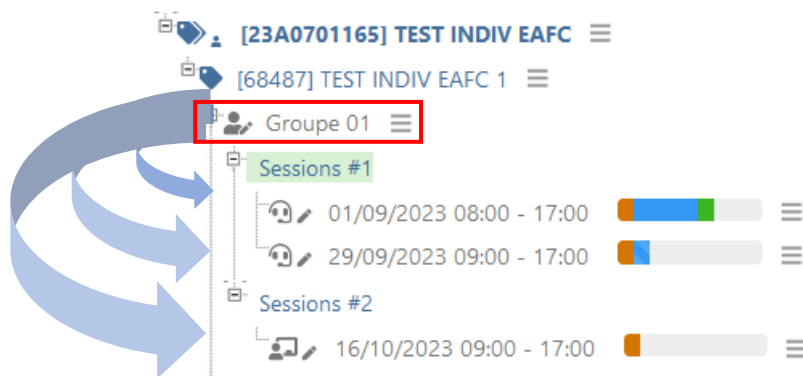 [23A0701165] TEST INDIV EAFC
[68487] TEST INDIV EAFC 1
Groupe 01
Sessions #1
01/09/2023 08:00 - 17:00
29/09/2023 09:00 - 17:00
Sessions #2
16/10/2023 09:00 - 17:00